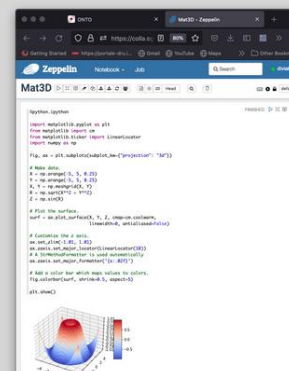 ONTO
Mat3D - Zeppelin
https://colla.e
80%
Getting Started
Gmail
YouTube
Maps
Other Bookm
Zeppelin
Notebook
Job
Search
Mat3D
Head
FINISHED
%python.ipython
import matplotlib.pyplot as plt
from matplotlib import cm
from matplotlib.ticker import LinearLocator
import numpy as np
fig, ax = plt.subplots(subplot_kw={"projection": "3d"})
# Make data.
X = np.arange(-5, 5, 0.25)
Y = np.arange(-5, 5, 0.25)
X, Y = np.meshgrid(X, Y)
R = np.sqrt(X**2 + Y**2)
Z = np.sin(R)
# Plot the surface.
surf = ax.plot_surface(X, Y, Z, cmap=cm.coolwarm,
linewidth=0, antialiased=False)
# Customize the z axis.
ax.set_zlim(-1.01, 1.01)
ax.zaxis.set_major_locator(LinearLocator(10))
# A StrMethodFormatter is used automatically
ax.zaxis.set_major_formatter('{x:.02f}')
# Add a color bar which maps values to colors.
fig.colorbar(surf, shrink=0.5, aspect=5)
plt.show()